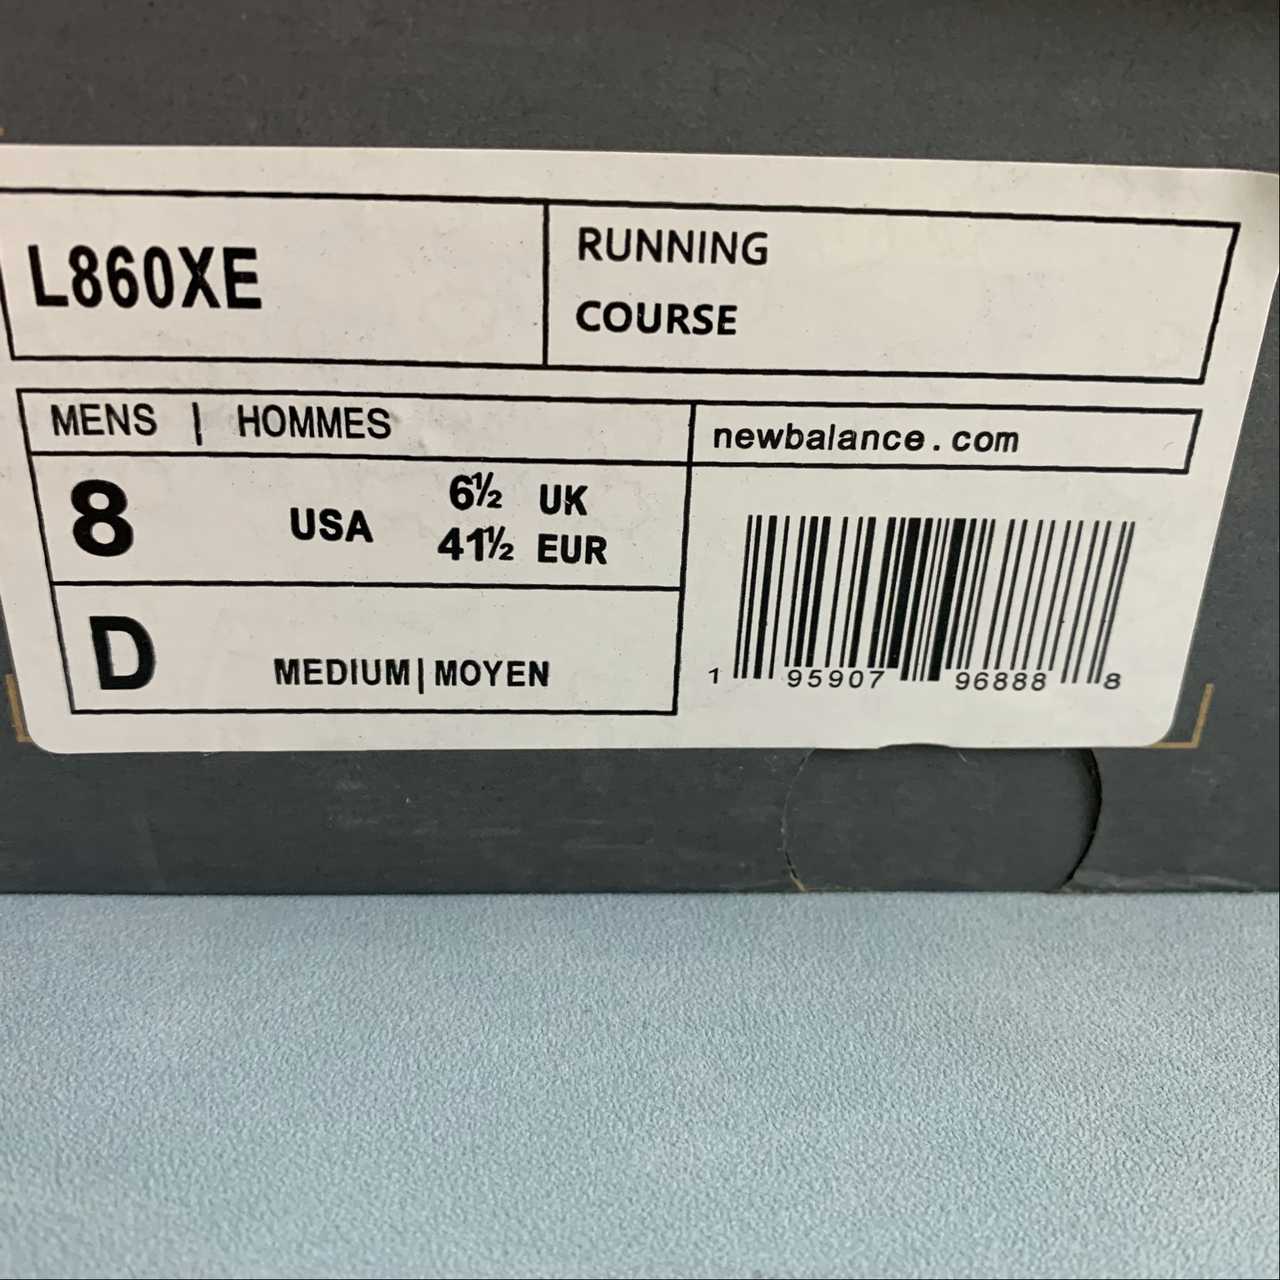 L860XE
RUNNING
COURSE
MENS | HOMMES
newbalance.com
8 USA 6½ UK
41½ EUR
D MEDIUM|MOYEN
1 95907 96888 8